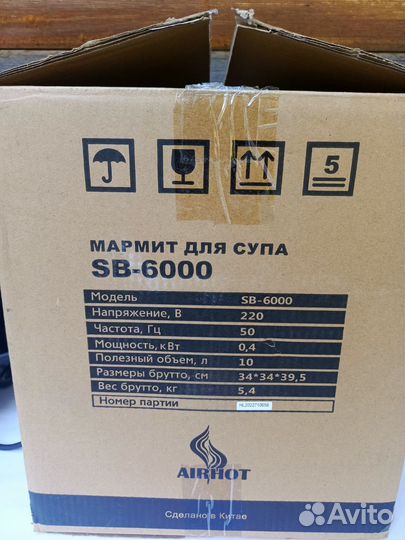 5
МАРМИТ ДЛЯ СУПА
SB-6000
Модель SB-6000
Напряжение, В 220
Частота, Гц 50
Мощность, кВт 0,4
Полезный объем, л 10
Размеры брутто, см 34*34*39,5
Вес брутто, кг 5,4
Номер партии
AIRHOT
Сделано в Китае
Avito